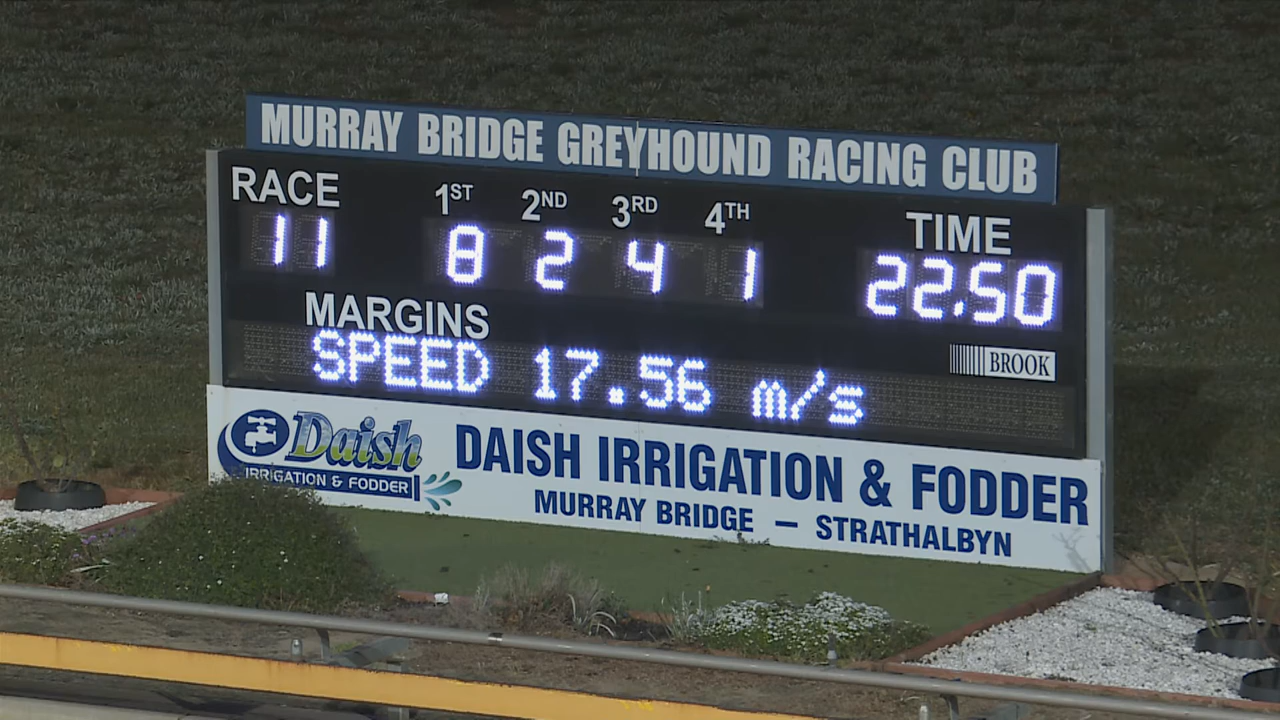 MURRAY BRIDGE GREYHOUND RACING CLUB
RACE 1ST 2ND 3RD 4TH TIME
11 8 2 4 1 22.50
MARGINS
SPEED 17.56 m/s
BROOK
Daish
IRRIGATION & FODDER
DAISH IRRIGATION & FODDER
MURRAY BRIDGE – STRATHALBYN